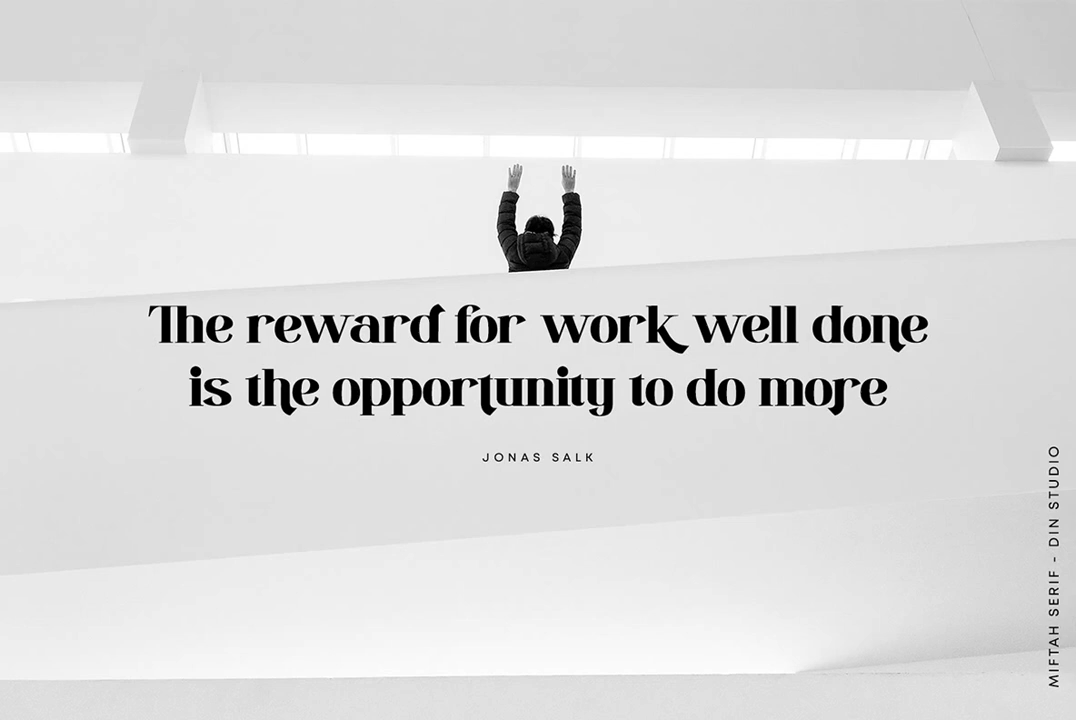 The reward for work well done
is the opportunity to do more
JONAS SALK
MIFTAH SERIF - DIN STUDIO